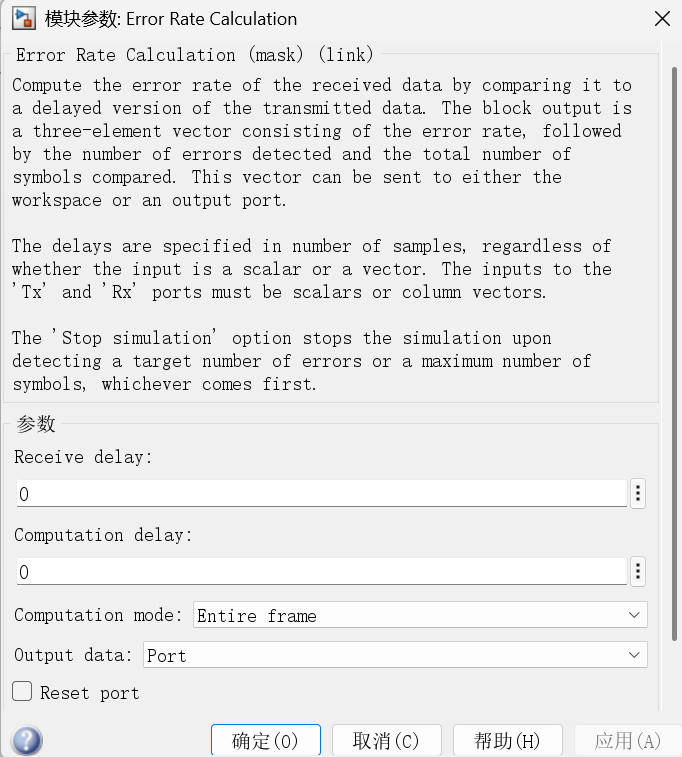 模块参数: Error Rate Calculation
Error Rate Calculation (mask) (link)
Compute the error rate of the received data by comparing it to
a delayed version of the transmitted data. The block output is
a three-element vector consisting of the error rate, followed
by the number of errors detected and the total number of
symbols compared. This vector can be sent to either the
workspace or an output port.
The delays are specified in number of samples, regardless of
whether the input is a scalar or a vector. The inputs to the
'Tx' and 'Rx' ports must be scalars or column vectors.
The 'Stop simulation' option stops the simulation upon
detecting a target number of errors or a maximum number of
symbols, whichever comes first.
参数
Receive delay:
0
Computation delay:
0
Computation mode: Entire frame
Output data: Port
Reset port
? 确定(O) 取消(C) 帮助(H) 应用(A)